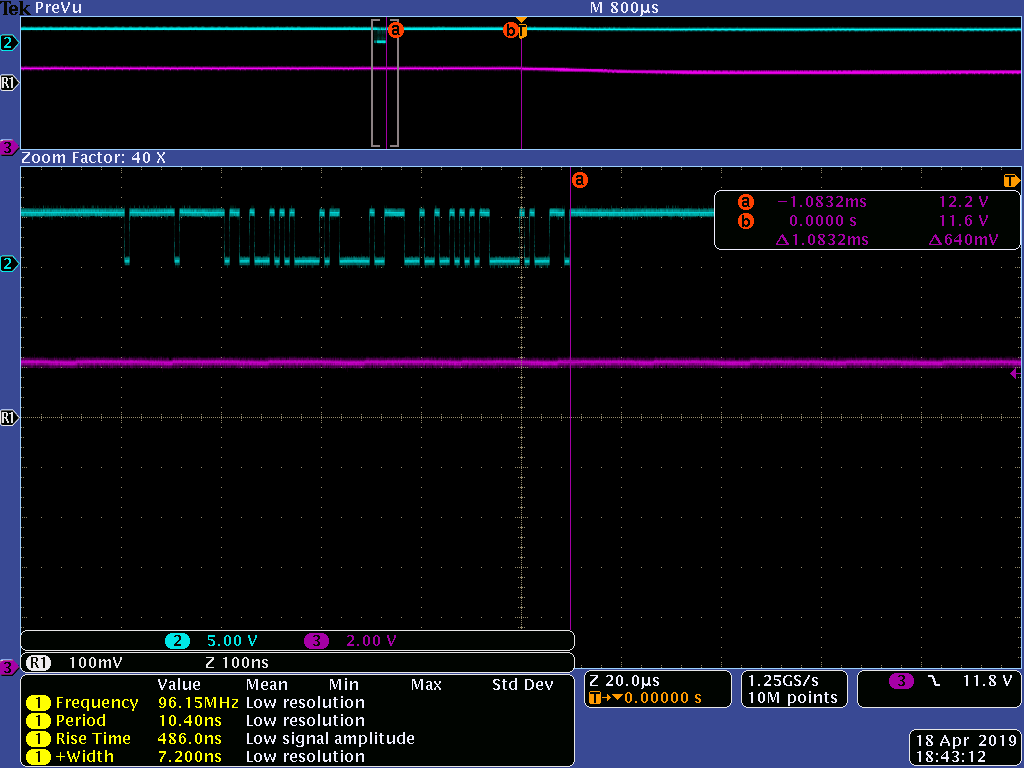 Tek PreVu M 800µs
a b T
2
R1
3
Zoom Factor: 40 X
a T
a −1.0832ms 12.2 V
b 0.0000 s 11.6 V
Δ1.0832ms Δ640mV
2
R1
2 5.00 V 3 2.00 V
3
R1 100mV Z 100ns
Value Mean Min Max Std Dev
1 Frequency 96.15MHz Low resolution
1 Period 10.40ns Low resolution
1 Rise Time 486.0ns Low signal amplitude
1 +Width 7.200ns Low resolution
Z 20.0µs
T→▼0.00000 s
1.25GS/s
10M points
3 11.8 V
18 Apr 2019
18:43:12